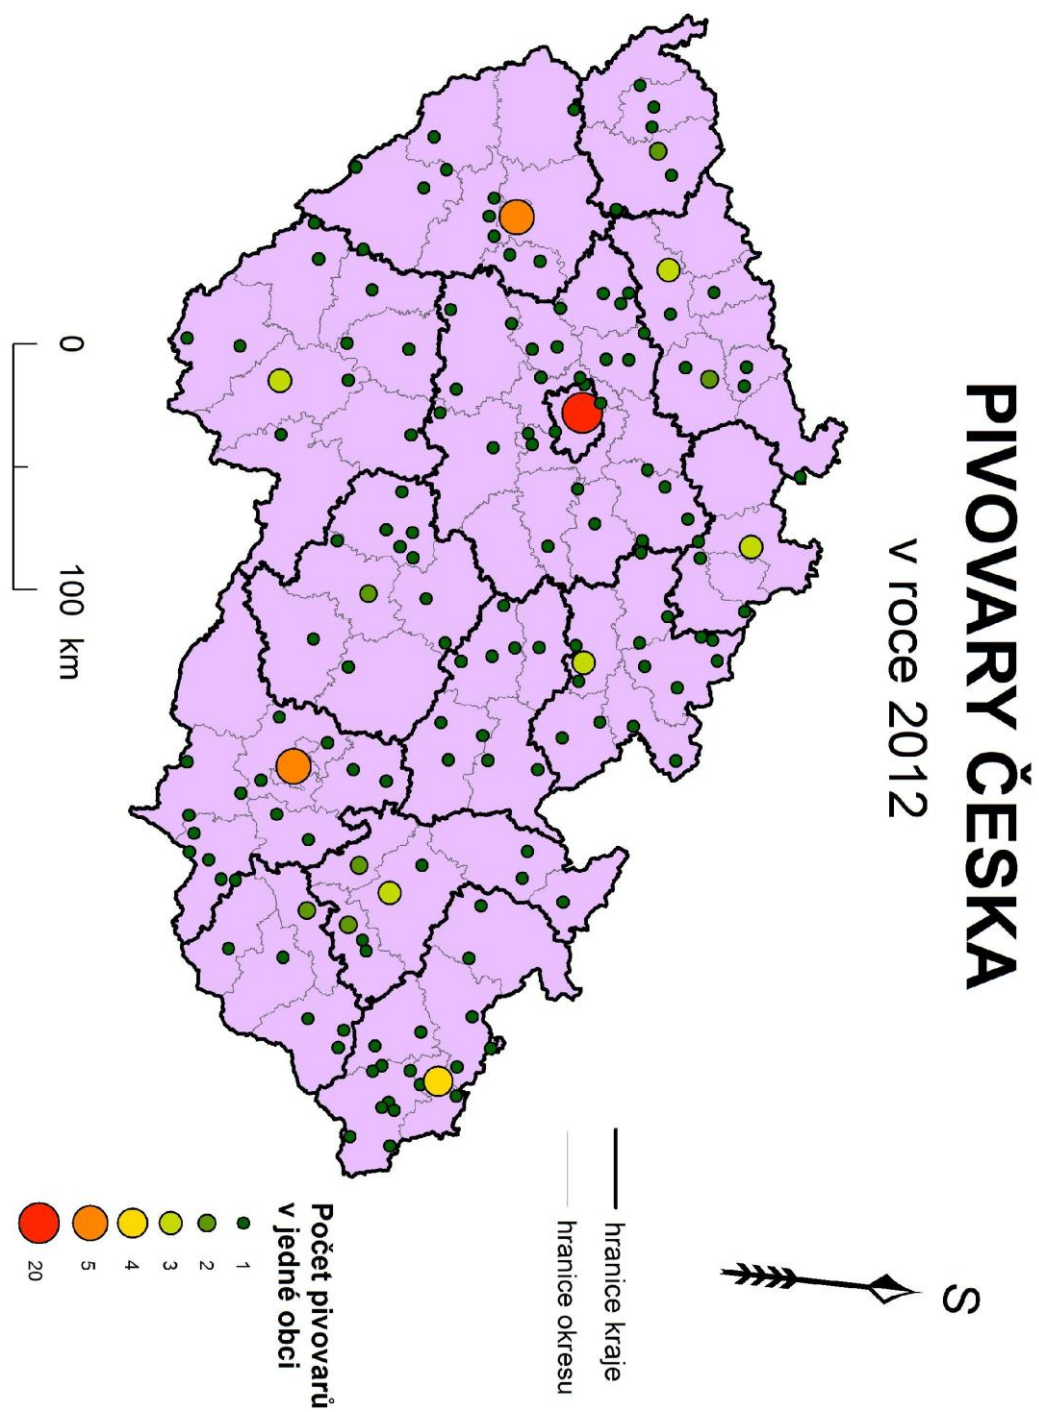 PIVOVARY ČESKA
v roce 2012
S
hranice kraje
hranice okresu
Počet pivovarů
v jedné obci
1
2
3
4
5
20
0
100 km